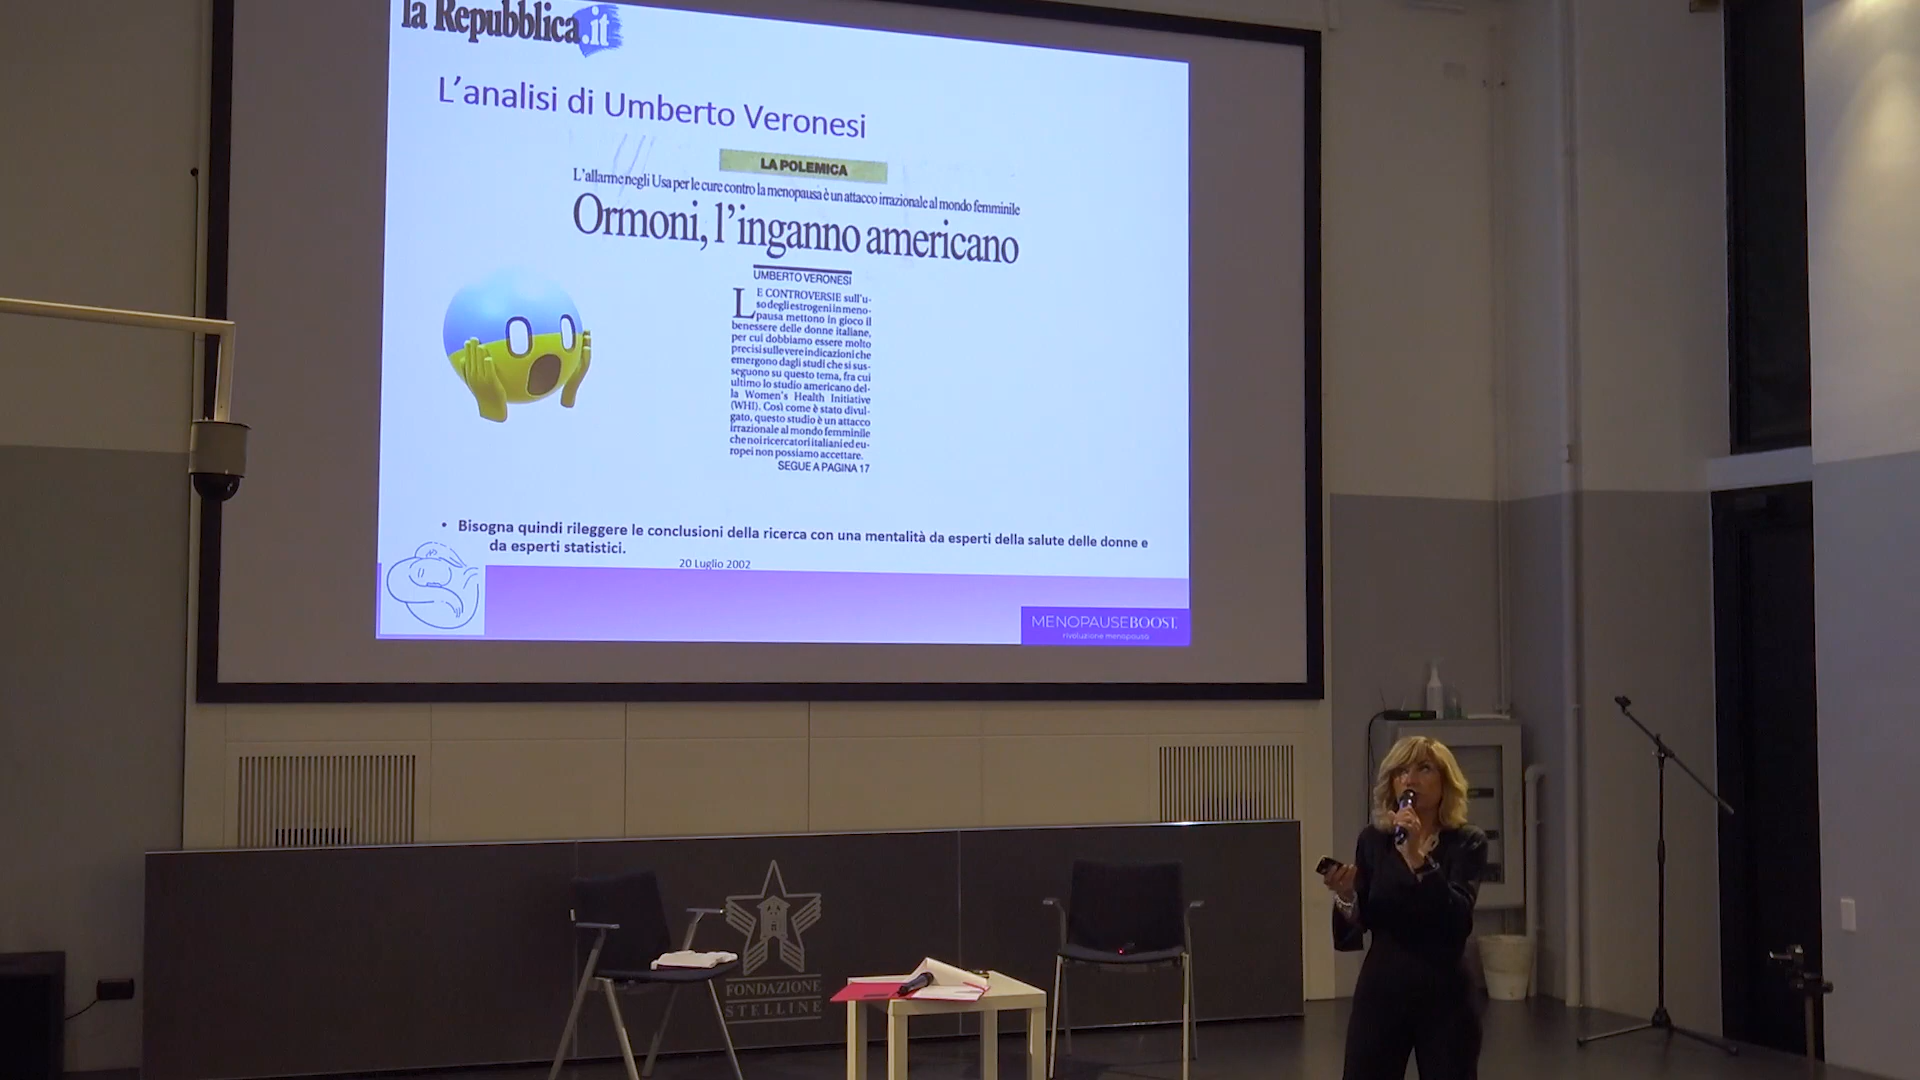 la Repubblica.it
L'analisi di Umberto Veronesi
LA POLEMICA
L'allarme negli Usa per le cure contro la menopausa è un attacco irrazionale al mondo femminile
Ormoni, l'inganno americano
UMBERTO VERONESI
LE CONTROVERSIE sull'u-
so degli estrogeni in meno-
pausa mettono in gioco il
benessere delle donne italiane,
per cui dobbiamo essere molto
precisi sulle vere indicazioni che
emergono dagli studi che si sus-
seguono su questo tema, fra cui
ultimo lo studio americano del-
la Women's Health Initiative
(WHI). Così come è stato divul-
gato, questo studio è un attacco
irrazionale al mondo femminile
che noi ricercatori italiani ed eu-
ropei non possiamo accettare.
SEGUE A PAGINA 17
• Bisogna quindi rileggere le conclusioni della ricerca con una mentalità da esperti della salute delle donne e
da esperti statistici.
20 Luglio 2002
MENOPAUSEBOOST
rivoluzione menopausa
FONDAZIONE
STELLINE